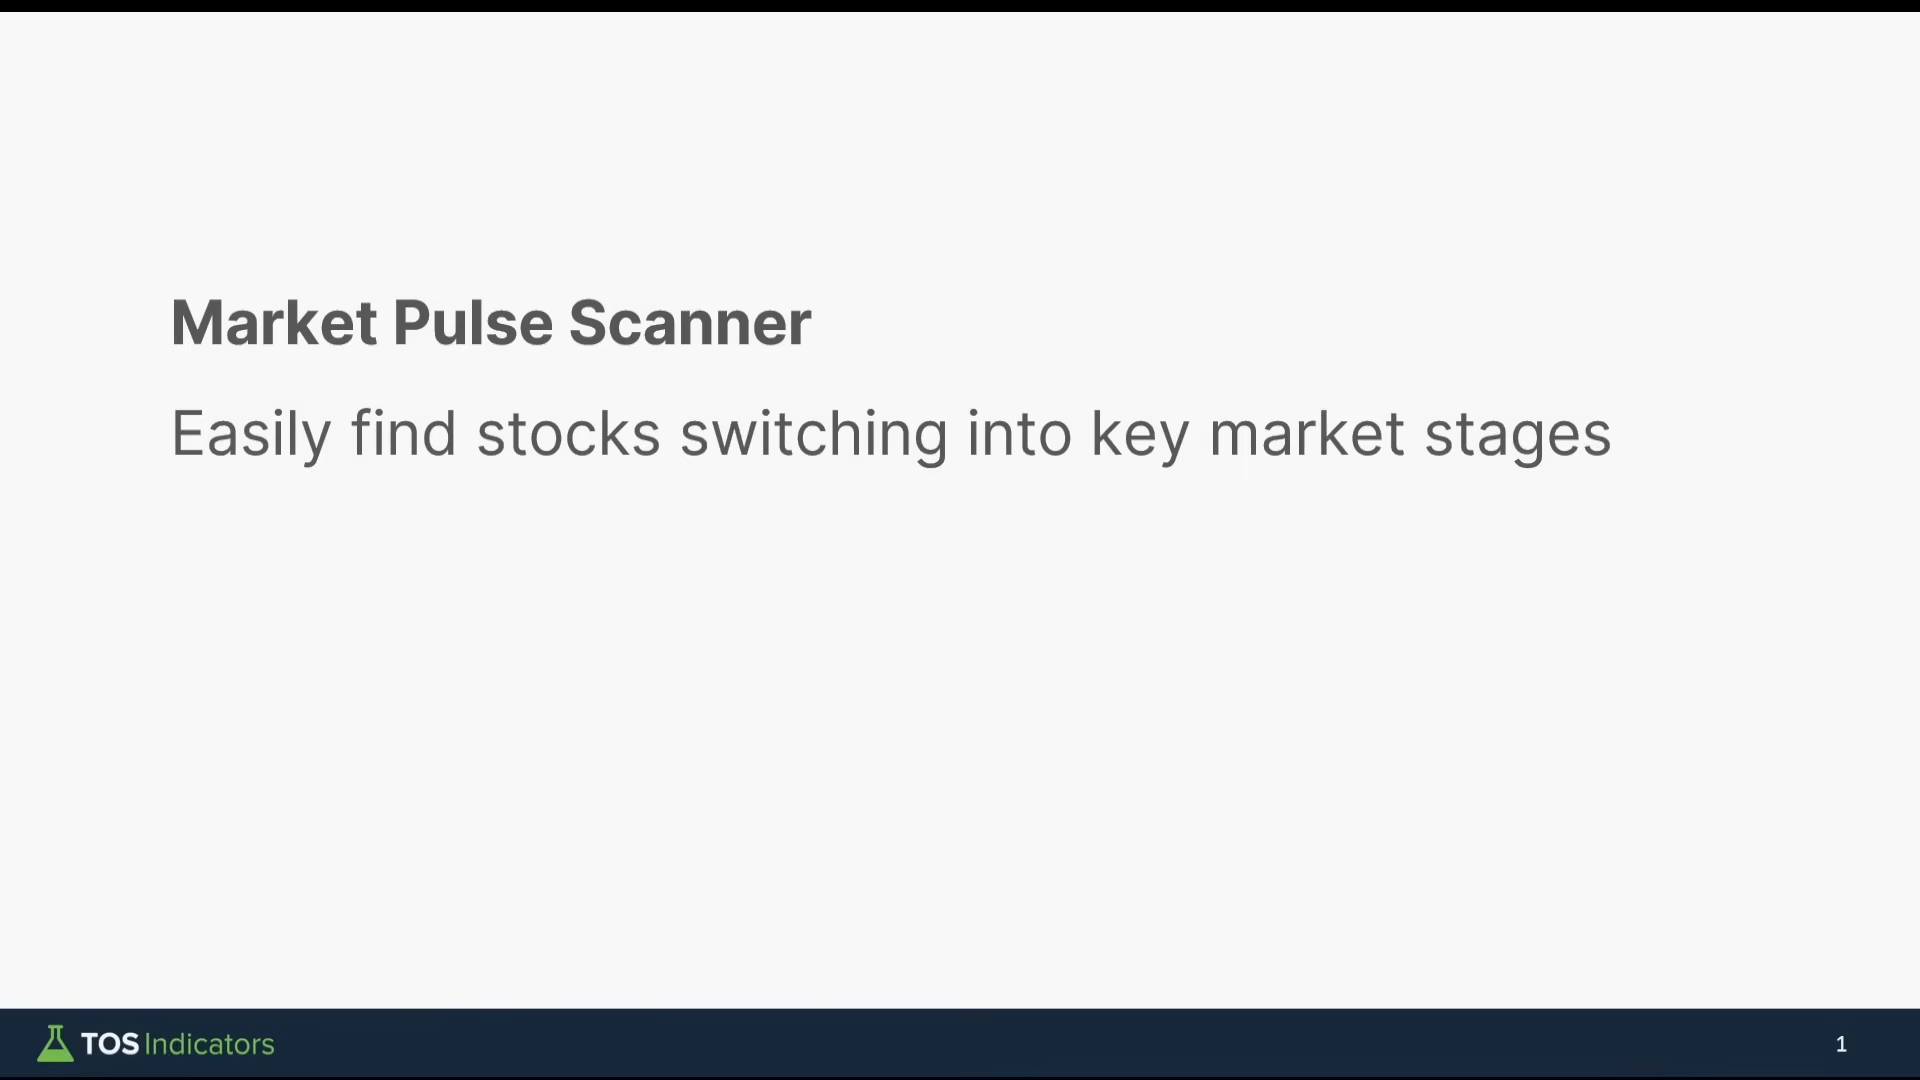 Market Pulse Scanner
Easily find stocks switching into key market stages
TOS Indicators
1